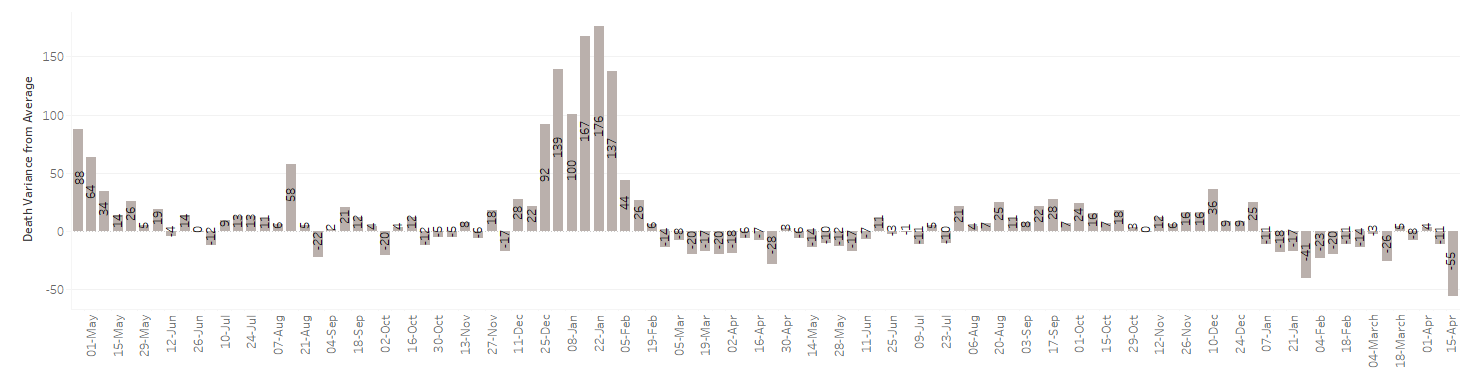 Death Variance from Average
150
100
50
0
-50
88 64 34 14 26 5 19 -4 14 0 -12 9 13 13 11 6 58 5 -22 2 21 12 4 -20 4 12 -12 -5 -5 8 -6 18 -17 28 22 92 139 100 167 176 137 44 26 6 -14 -8 -20 -17 -20 -18 -6 -7 -28 3 -6 -14 -10 -12 -17 -7 11 -3 -1 -11 5 -10 21 4 7 25 11 8 22 28 7 24 16 7 18 3 0 12 6 16 16 36 9 9 25 -11 -18 -17 -41 -23 -20 -11 -14 -3 -26 5 -8 4 -11 -55
01-May 15-May 29-May 12-Jun 26-Jun 10-Jul 24-Jul 07-Aug 21-Aug 04-Sep 18-Sep 02-Oct 16-Oct 30-Oct 13-Nov 27-Nov 11-Dec 25-Dec 08-Jan 22-Jan 05-Feb 19-Feb 05-Mar 19-Mar 02-Apr 16-Apr 30-Apr 14-May 28-May 11-Jun 25-Jun 09-Jul 23-Jul 06-Aug 20-Aug 03-Sep 17-Sep 01-Oct 15-Oct 29-Oct 12-Nov 26-Nov 10-Dec 24-Dec 07-Jan 21-Jan 04-Feb 18-Feb 04-March 18-March 01-Apr 15-Apr